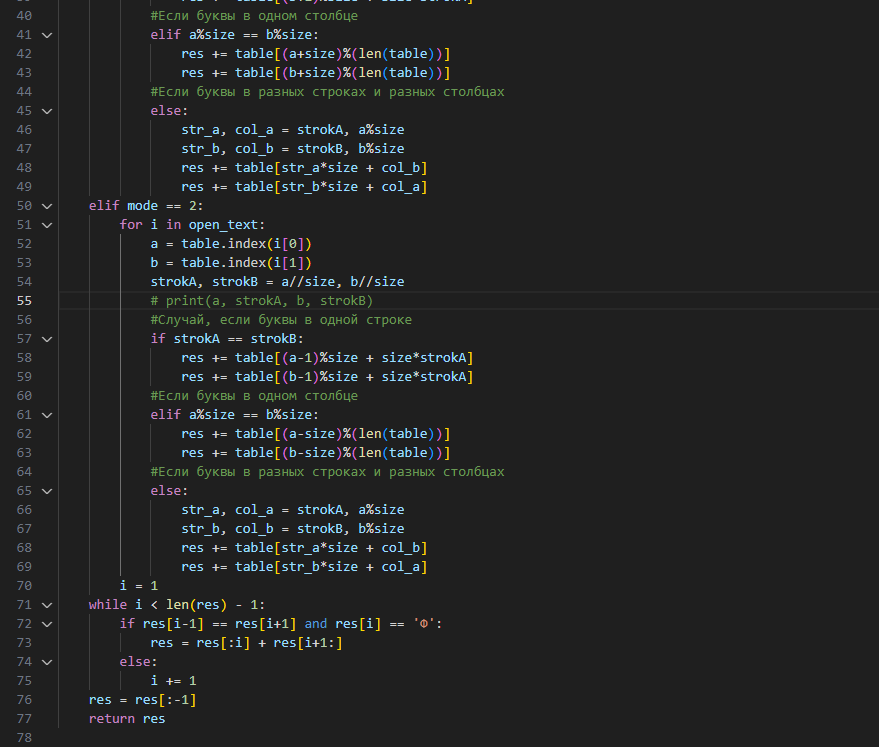 40 #Если буквы в одном столбце
41 elif a%size == b%size:
42 res += table[(a+size)%(len(table))]
43 res += table[(b+size)%(len(table))]
44 #Если буквы в разных строках и разных столбцах
45 else:
46 str_a, col_a = strokA, a%size
47 str_b, col_b = strokB, b%size
48 res += table[str_a*size + col_b]
49 res += table[str_b*size + col_a]
50 elif mode == 2:
51 for i in open_text:
52 a = table.index(i[0])
53 b = table.index(i[1])
54 strokA, strokB = a//size, b//size
55 # print(a, strokA, b, strokB)
56 #Случай, если буквы в одной строке
57 if strokA == strokB:
58 res += table[(a-1)%size + size*strokA]
59 res += table[(b-1)%size + size*strokA]
60 #Если буквы в одном столбце
61 elif a%size == b%size:
62 res += table[(a-size)%(len(table))]
63 res += table[(b-size)%(len(table))]
64 #Если буквы в разных строках и разных столбцах
65 else:
66 str_a, col_a = strokA, a%size
67 str_b, col_b = strokB, b%size
68 res += table[str_a*size + col_b]
69 res += table[str_b*size + col_a]
70 i = 1
71 while i < len(res) - 1:
72 if res[i-1] == res[i+1] and res[i] == 'Ф':
73 res = res[:i] + res[i+1:]
74 else:
75 i += 1
76 res = res[:-1]
77 return res
78